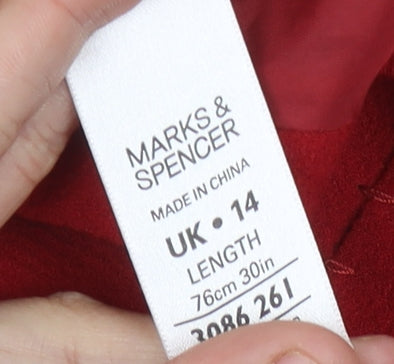 MARKS &
SPENCER
MADE IN CHINA
UK • 14
LENGTH
76cm 30in
3086 261